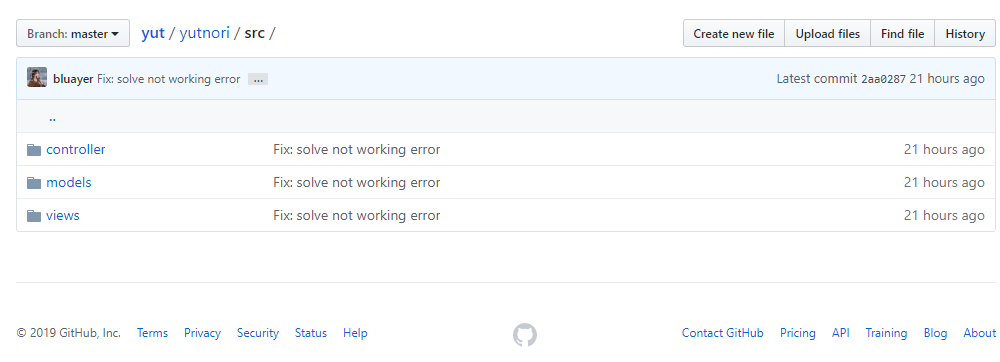 Branch: master yut / yutnori / src / Create new file Upload files Find file History
bluayer Fix: solve not working error ... Latest commit 2aa0287 21 hours ago
..
controller Fix: solve not working error 21 hours ago
models Fix: solve not working error 21 hours ago
views Fix: solve not working error 21 hours ago
© 2019 GitHub, Inc. Terms Privacy Security Status Help Contact GitHub Pricing API Training Blog About